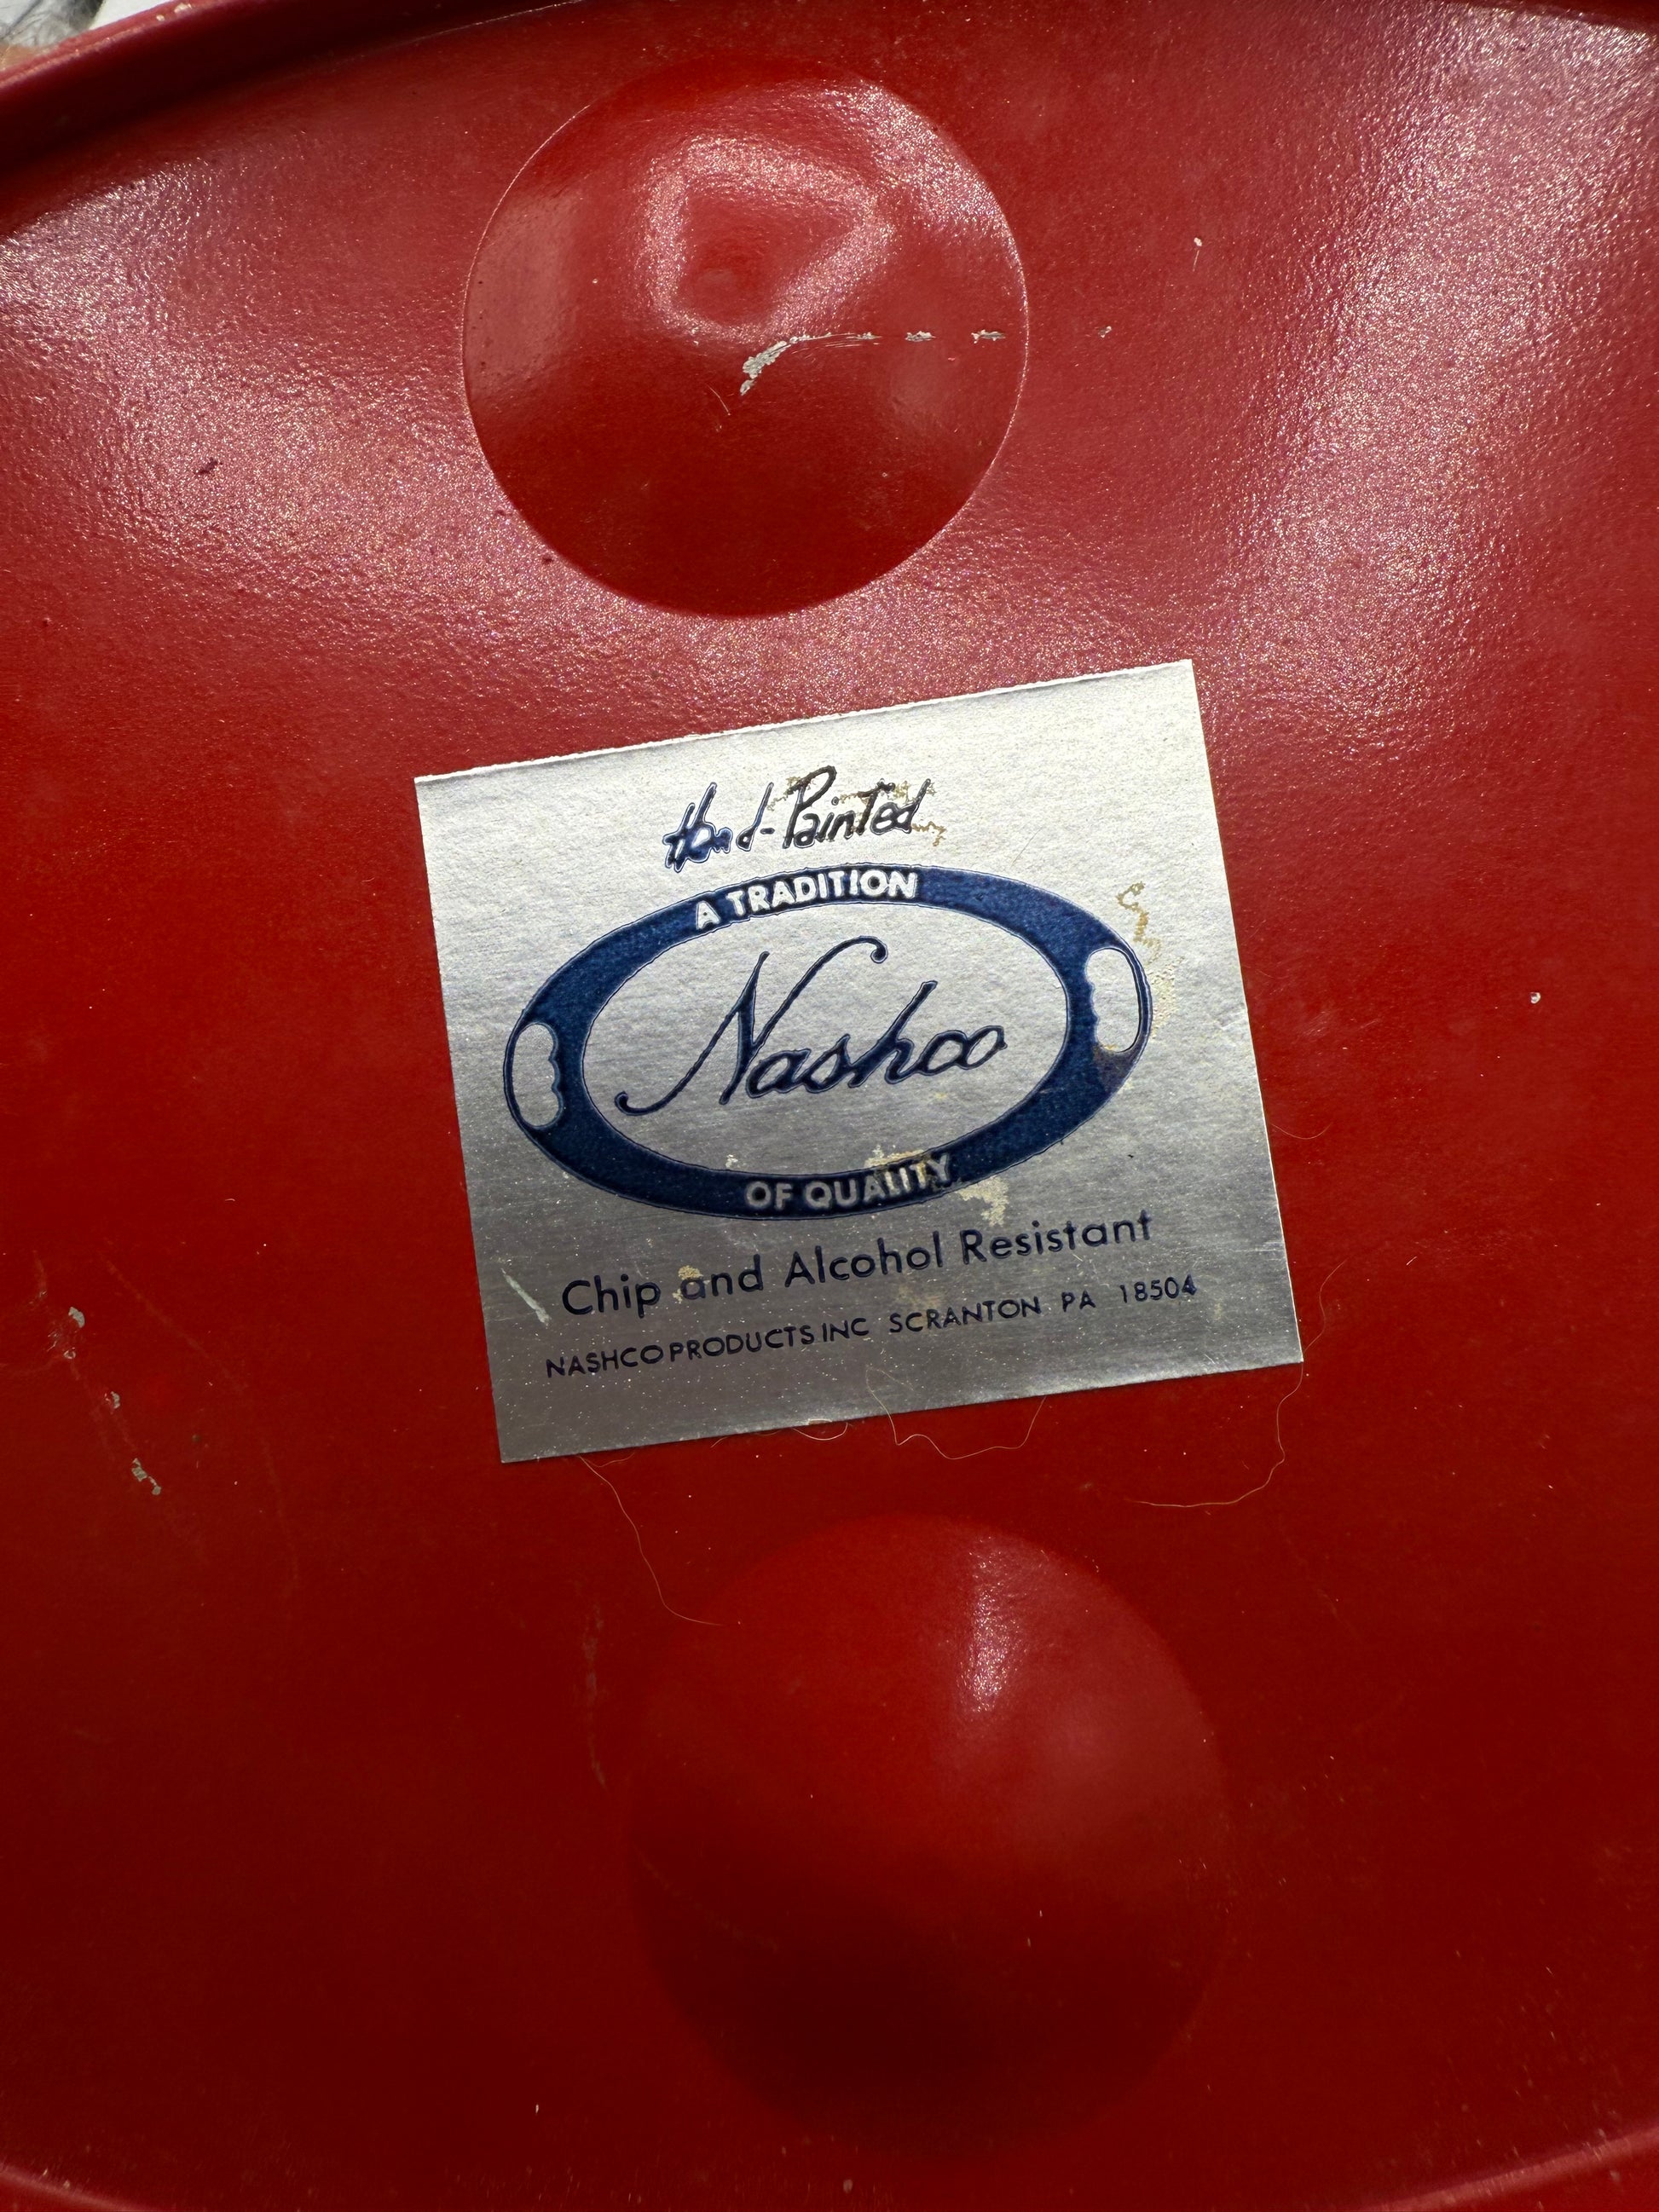 Hand-Painted
A TRADITION
Nashco
OF QUALITY
Chip and Alcohol Resistant
NASHCO PRODUCTS INC SCRANTON PA 18504